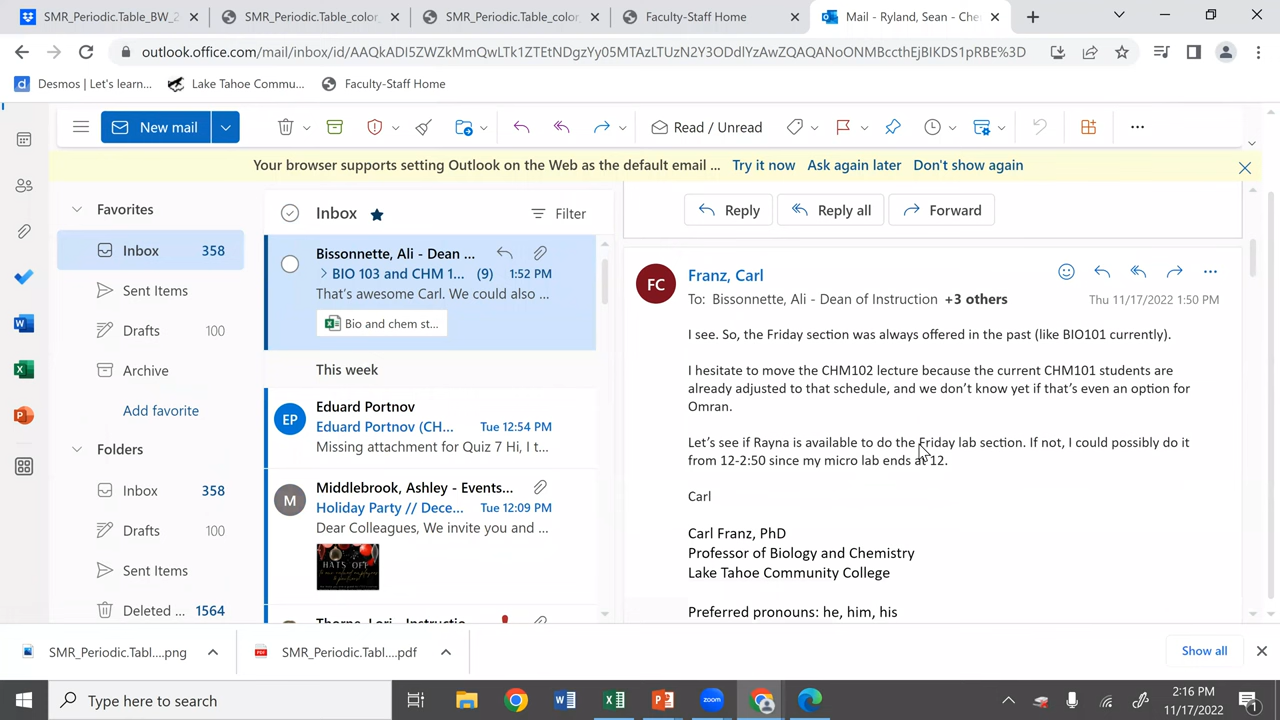 SMR_Periodic.Table_BW_2
SMR_Periodic.Table_color_
SMR_Periodic.Table_color_
Faculty-Staff Home
Mail - Ryland, Sean - Che
outlook.office.com/mail/inbox/id/AAQkADI5ZWZkMmQwLTk1ZTEtNDgzYy05MTAzLTUzN2Y3ODdlYzAwZQAQANoONMBccthEjBIKDS1pRBE%3D
Desmos | Let's learn...
Lake Tahoe Commu...
Faculty-Staff Home
New mail
Read / Unread
Your browser supports setting Outlook on the Web as the default email ... Try it now Ask again later Don't show again
Favorites
Inbox 358
Sent Items
Drafts 100
Archive
Add favorite
Folders
Inbox 358
Drafts 100
Sent Items
Deleted ... 1564
Inbox
Filter
Bissonnette, Ali - Dean ...
BIO 103 and CHM 1... (9) 1:52 PM
That's awesome Carl. We could also ...
Bio and chem st...
This week
EP
Eduard Portnov
Eduard Portnov (CH... Tue 12:54 PM
Missing attachment for Quiz 7 Hi, I t...
M
Middlebrook, Ashley - Events...
Holiday Party // Dece... Tue 12:09 PM
Dear Colleagues, We invite you and ...
HATS OFF
Thorne, Lori - Instructio
Reply
Reply all
Forward
FC
Franz, Carl
To: Bissonnette, Ali - Dean of Instruction +3 others
Thu 11/17/2022 1:50 PM
I see. So, the Friday section was always offered in the past (like BIO101 currently).
I hesitate to move the CHM102 lecture because the current CHM101 students are
already adjusted to that schedule, and we don't know yet if that's even an option for
Omran.
Let's see if Rayna is available to do the Friday lab section. If not, I could possibly do it
from 12-2:50 since my micro lab ends at 12.
Carl
Carl Franz, PhD
Professor of Biology and Chemistry
Lake Tahoe Community College
Preferred pronouns: he, him, his
SMR_Periodic.Tabl....png
SMR_Periodic.Tabl....pdf
Show all
Type here to search
zoom
2:16 PM
11/17/2022
1